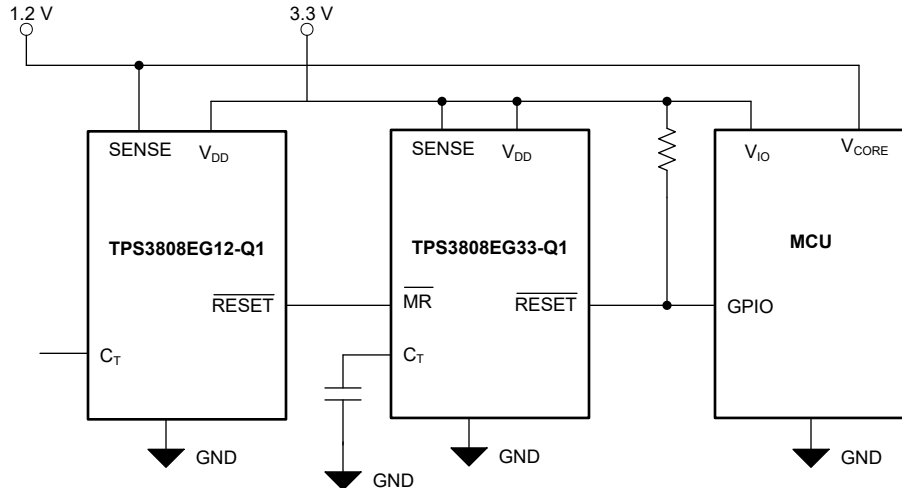 1.2 V
3.3 V
SENSE
VDD
SENSE
VDD
VIO
VCORE
TPS3808EG12-Q1
TPS3808EG33-Q1
MCU
RESET
MR
RESET
GPIO
CT
CT
GND
GND
GND
GND